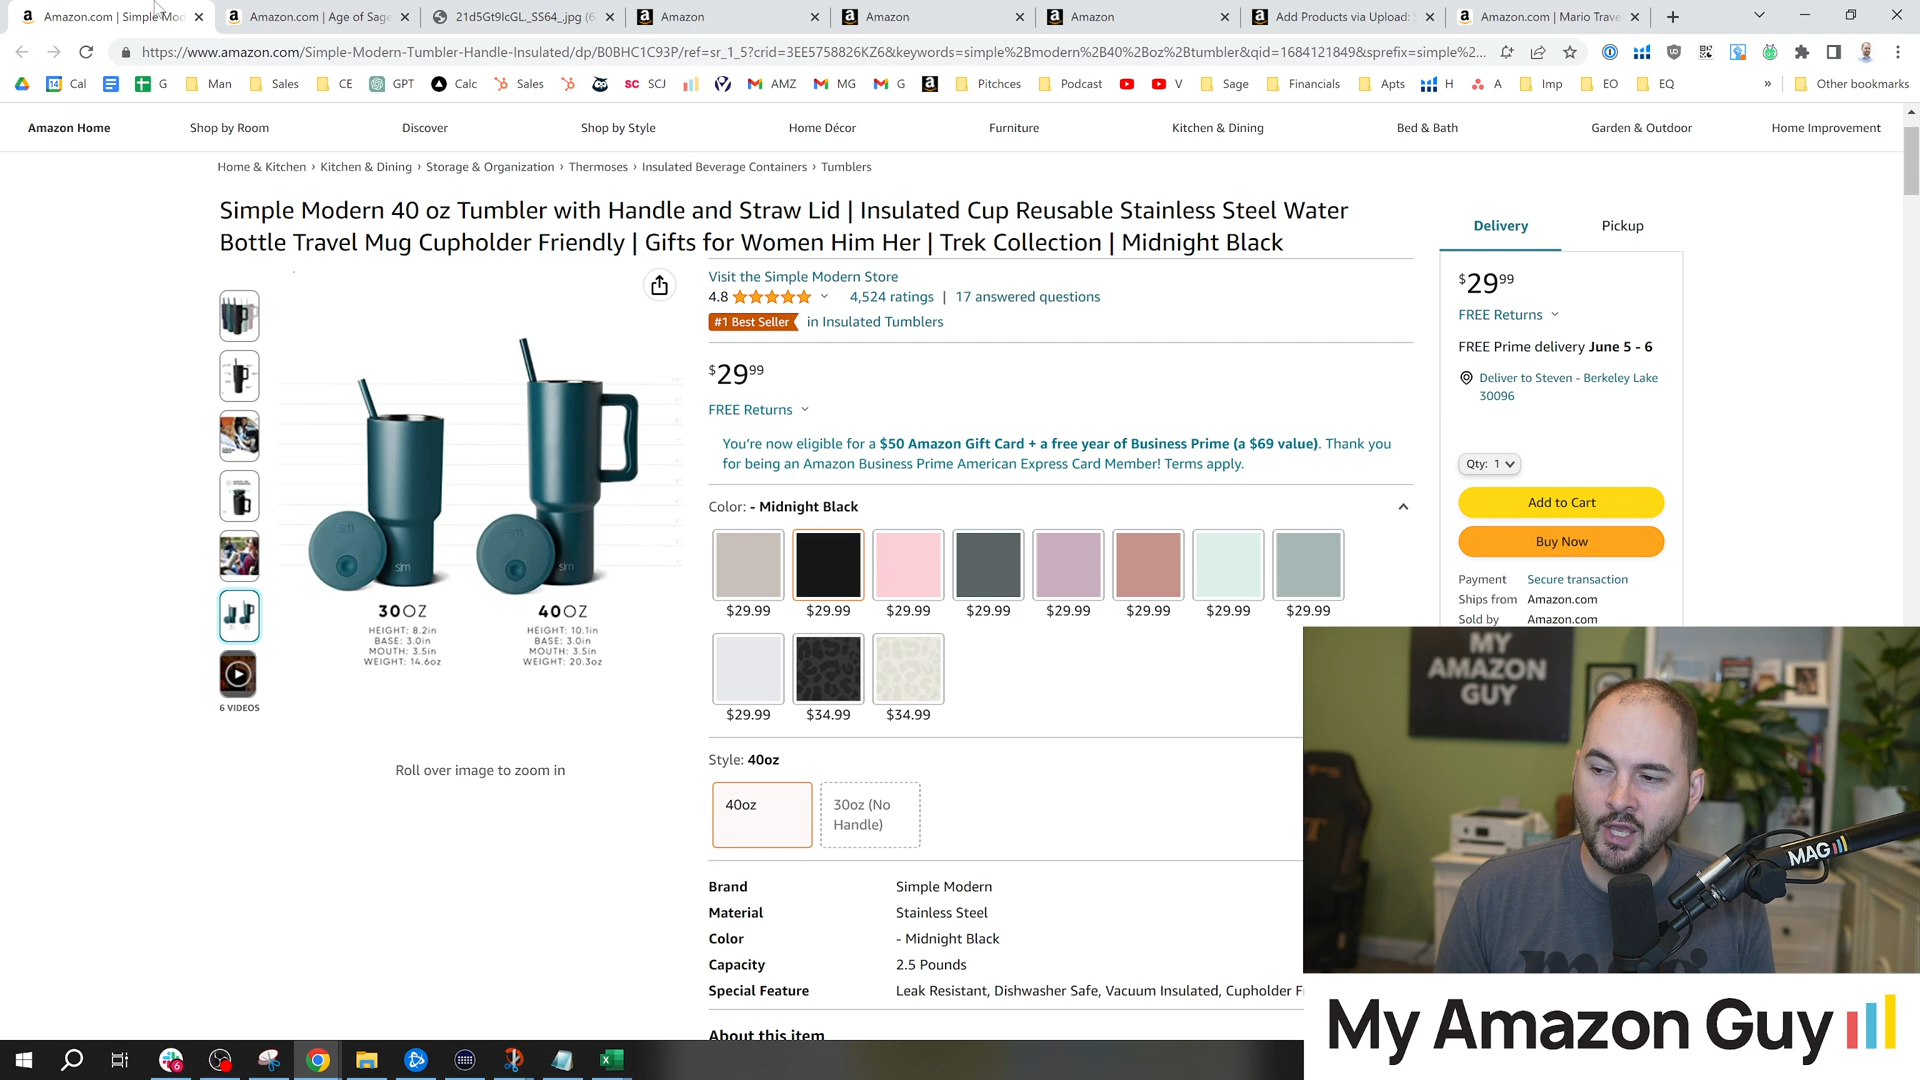 Amazon.com | Simple Mod
Amazon.com | Age of Sage
21d5Gt9IcGL._SS64_.jpg (6
Amazon
Amazon
Amazon
Add Products via Upload: S
Amazon.com | Mario Trave
https://www.amazon.com/Simple-Modern-Tumbler-Handle-Insulated/dp/B0BHC1C93P/ref=sr_1_5?crid=3EE5758826KZ6&keywords=simple%2Bmodern%2B40%2Boz%2Btumbler&qid=1684121849&sprefix=simple%2...
Cal
G
Man
Sales
CE
GPT
Calc
Sales
SC SCJ
AMZ
MG
G
Pitchces
Podcast
V
Sage
Financials
Apts
H
A
Imp
EO
EQ
»
Other bookmarks
Amazon Home
Shop by Room
Discover
Shop by Style
Home Décor
Furniture
Kitchen & Dining
Bed & Bath
Garden & Outdoor
Home Improvement
Home & Kitchen › Kitchen & Dining › Storage & Organization › Thermoses › Insulated Beverage Containers › Tumblers
Simple Modern 40 oz Tumbler with Handle and Straw Lid | Insulated Cup Reusable Stainless Steel Water
Bottle Travel Mug Cupholder Friendly | Gifts for Women Him Her | Trek Collection | Midnight Black
Visit the Simple Modern Store
4.8
4,524 ratings | 17 answered questions
#1 Best Seller in Insulated Tumblers
$29 99
FREE Returns
You're now eligible for a $50 Amazon Gift Card + a free year of Business Prime (a $69 value). Thank you
for being an Amazon Business Prime American Express Card Member! Terms apply.
Color: - Midnight Black
$29.99 $29.99 $29.99 $29.99 $29.99 $29.99 $29.99 $29.99
$29.99 $34.99 $34.99
Style: 40oz
40oz
30oz (No
Handle)
Brand Simple Modern
Material Stainless Steel
Color - Midnight Black
Capacity 2.5 Pounds
Special Feature Leak Resistant, Dishwasher Safe, Vacuum Insulated, Cupholder F
About this item
sim
sim
sim
30OZ
HEIGHT: 8.2in
BASE: 3.0in
MOUTH: 3.5in
WEIGHT: 14.6oz
40OZ
HEIGHT: 10.1in
BASE: 3.0in
MOUTH: 3.5in
WEIGHT: 20.3oz
6 VIDEOS
Roll over image to zoom in
Delivery
Pickup
$29 99
FREE Returns
FREE Prime delivery June 5 - 6
Deliver to Steven - Berkeley Lake
30096
Qty: 1
Add to Cart
Buy Now
Payment Secure transaction
Ships from Amazon.com
Sold by Amazon.com
MY
AMAZON
GUY
MAG
My Amazon Guy